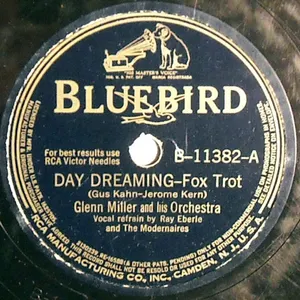 "HIS MASTER'S VOICE"
BLUEBIRD
For best results use
RCA Victor Needles
B-11382-A
DAY DREAMING-Fox Trot
(Gus Kahn-Jerome Kern)
Glenn Miller and his Orchestra
Vocal refrain by Ray Eberle
and The Modernaires
RCA MANUFACTURING CO., INC., CAMDEN, N.J., U.S.A.